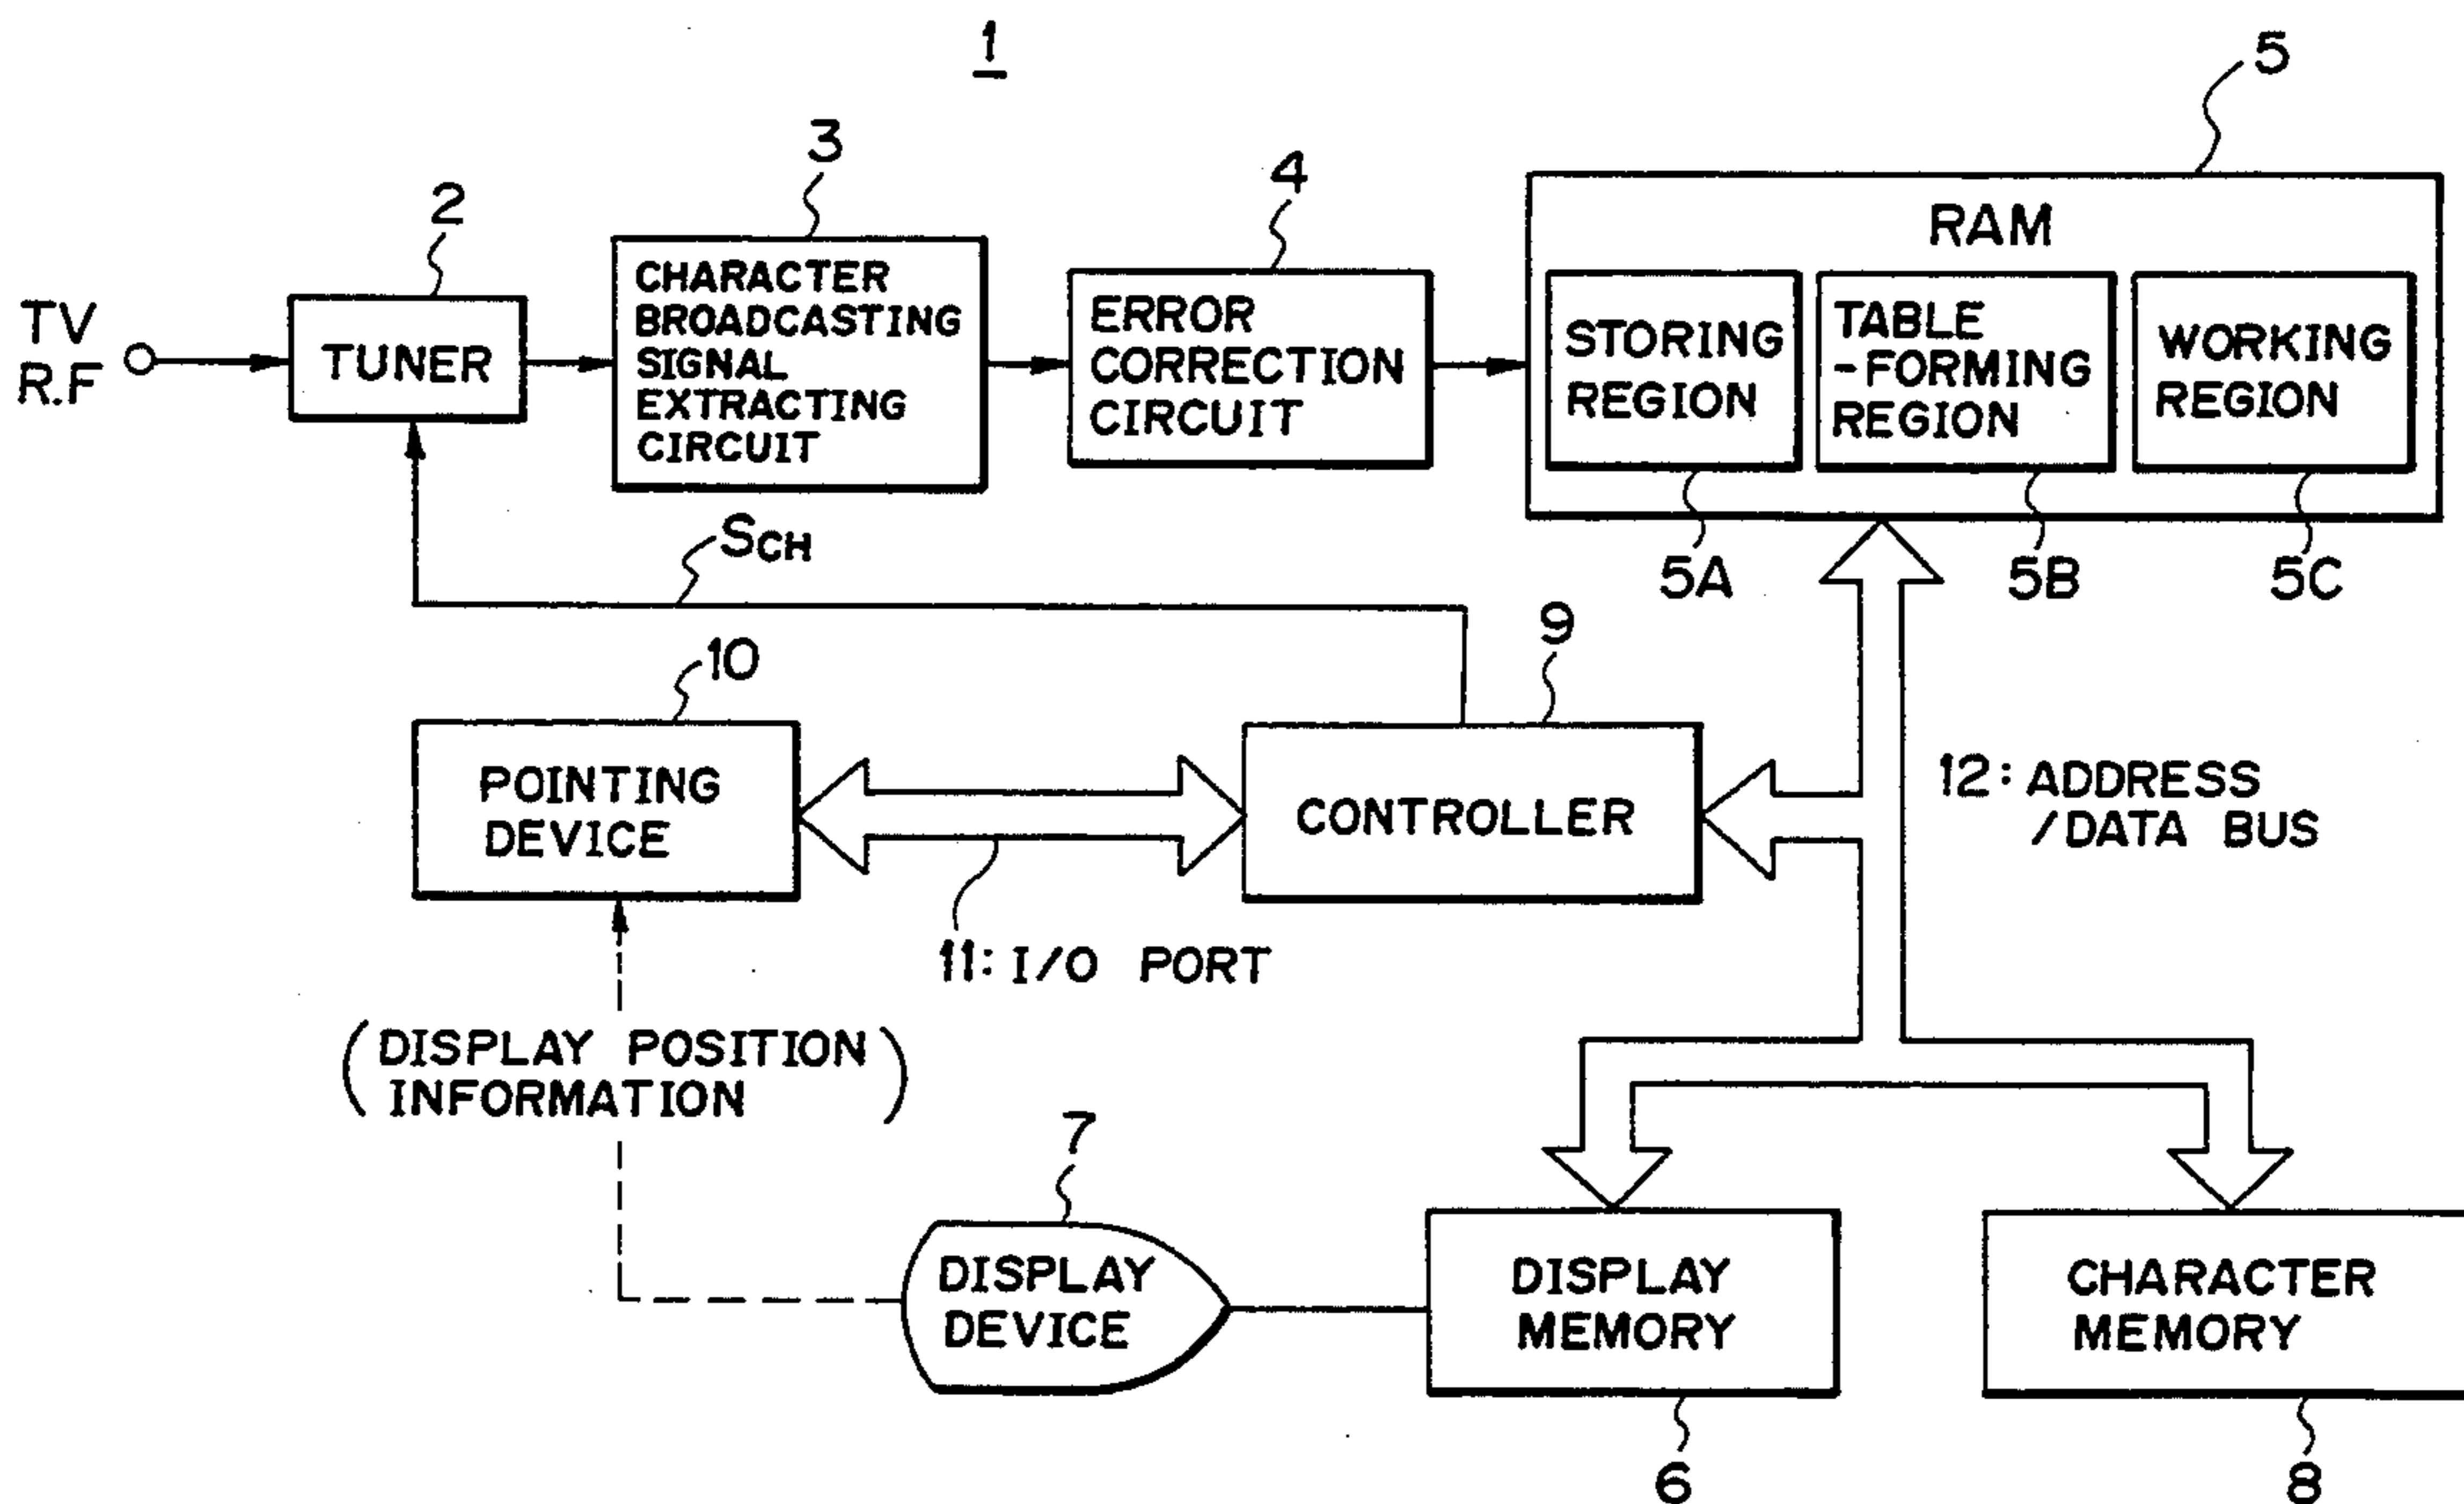 1
2
3
4
5
TV
R.F
TUNER
CHARACTER
BROADCASTING
SIGNAL
EXTRACTING
CIRCUIT
ERROR
CORRECTION
CIRCUIT
RAM
STORING
REGION
TABLE
-FORMING
REGION
WORKING
REGION
5A
5B
5C
SCH
10
9
POINTING
DEVICE
CONTROLLER
12: ADDRESS
/DATA BUS
11: I/O PORT
(DISPLAY POSITION
INFORMATION)
7
DISPLAY
DEVICE
DISPLAY
MEMORY
CHARACTER
MEMORY
6
8